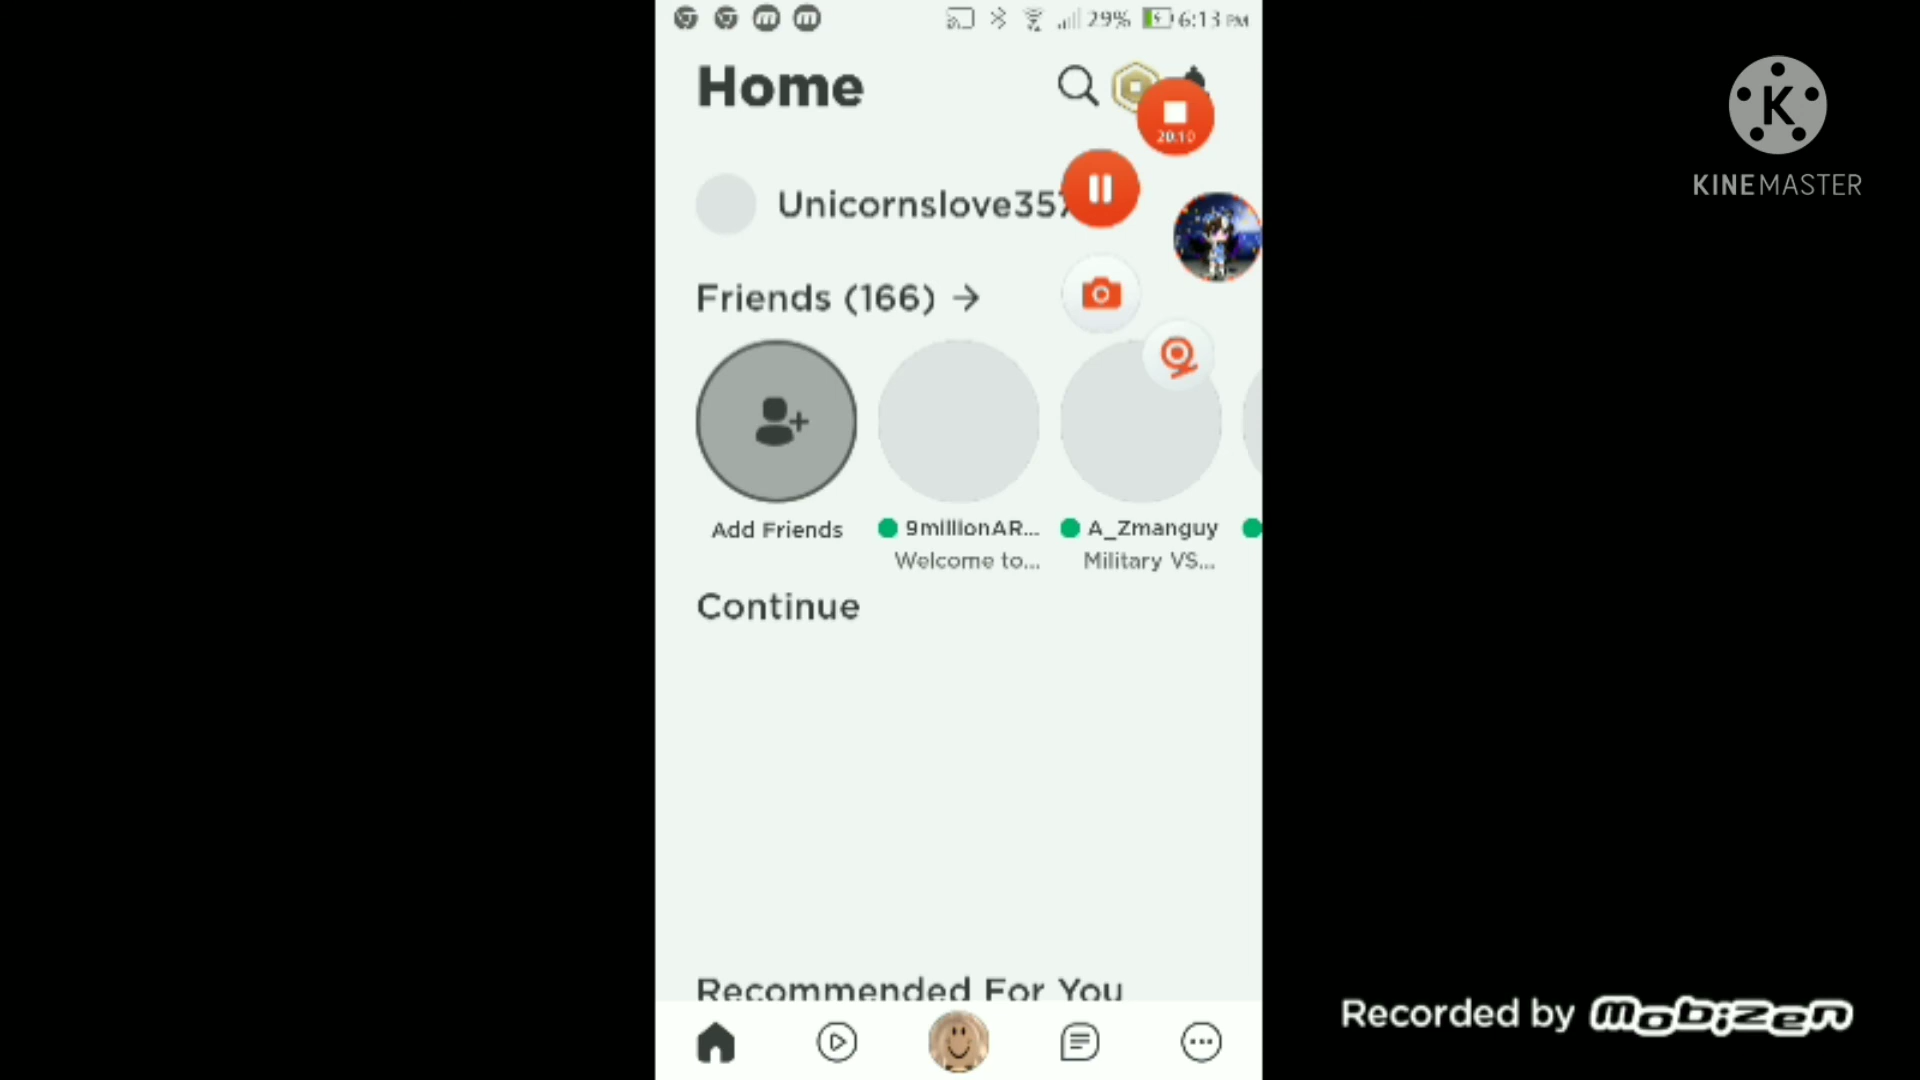 29% 6:13 PM
Home
20:10
Unicornslove357
Friends (166) →
Add Friends
9millionAR...
Welcome to...
A_Zmanguy
Military VS...
Continue
Recommended For You
K
KINEMASTER
Recorded by mobizen